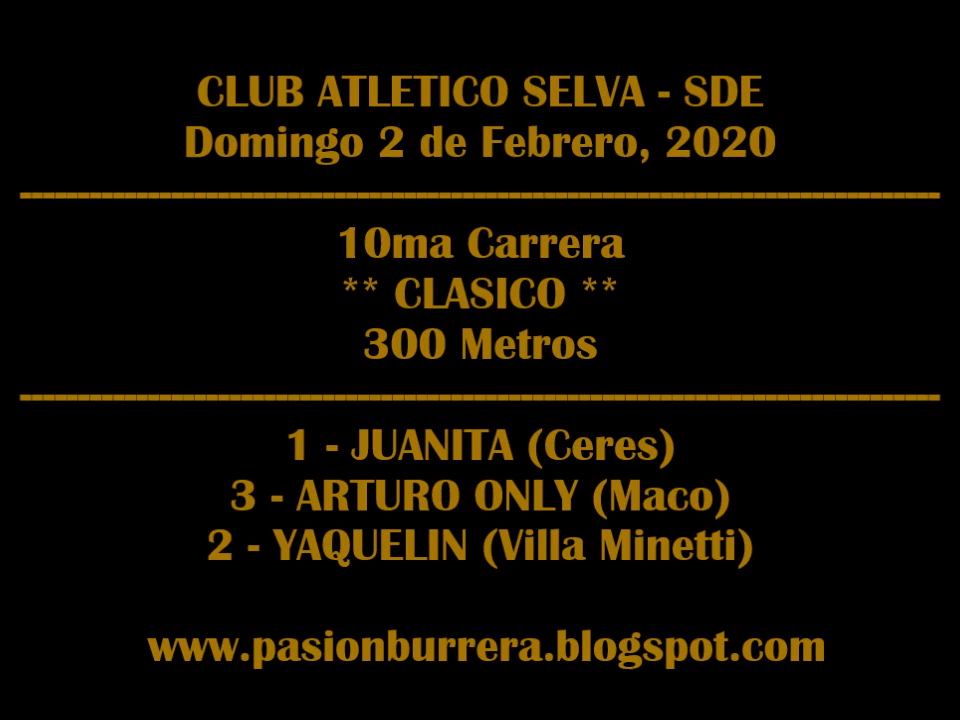 CLUB ATLETICO SELVA - SDE
Domingo 2 de Febrero, 2020
10ma Carrera
** CLASICO **
300 Metros
1 - JUANITA (Ceres)
3 - ARTURO ONLY (Maco)
2 - YAQUELIN (Villa Minetti)
www.pasionburrera.blogspot.com